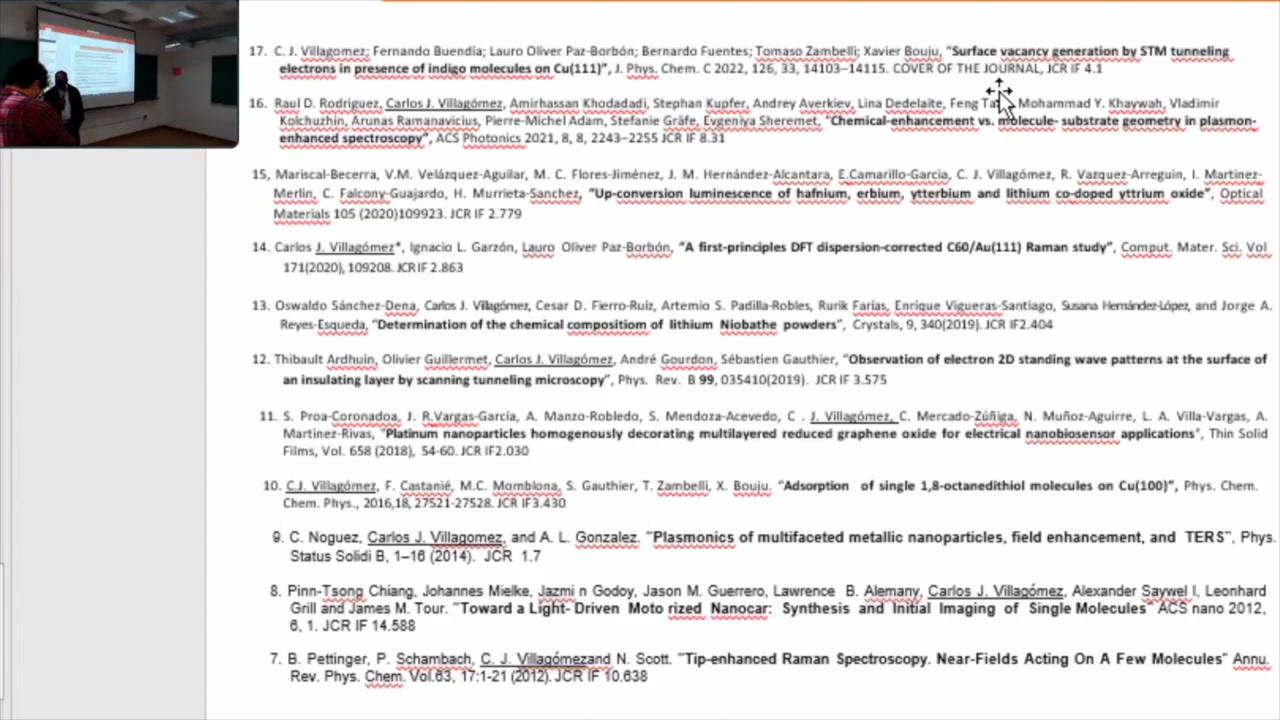 17. C. J. Villagomez; Fernando Buendía; Lauro Oliver Paz-Borbón; Bernardo Fuentes; Tomaso Zambelli; Xavier Bouju, "Surface vacancy generation by STM tunneling
electrons in presence of indigo molecules on Cu(111)", J. Phys. Chem. C 2022, 126, 33, 14103–14115. COVER OF THE JOURNAL, JCR IF 4.1
16. Raul D. Rodriguez, Carlos J. Villagómez, Amirhassan Khodadadi, Stephan Kupfer, Andrey Averkiev, Lina Dedelaite, Feng Mohammad Y. Khaywah, Vladimir
Kolchuzhin, Arunas Ramanavicius, Pierre-Michel Adam, Stefanie Gräfe, Evgeniya Sheremet, "Chemical-enhancement vs. molecule- substrate geometry in plasmon-
enhanced spectroscopy", ACS Photonics 2021, 8, 8, 2243–2255 JCR IF 8.31
15, Mariscal-Becerra, V.M. Velázquez-Aguilar, M. C. Flores-Jiménez, J. M. Hernández-Alcantara, E.Camarillo-Garcia, C. J. Villagómez, R. Vazquez-Arreguin, I. Martinez-
Merlin, C. Falcony-Guajardo, H. Murrieta-Sanchez, "Up-conversion luminescence of hafnium, erbium, ytterbium and lithium co-doped yttrium oxide", Optical
Materials 105 (2020)109923. JCR IF 2.779
14. Carlos J. Villagómez*, Ignacio L. Garzón, Lauro Oliver Paz-Borbón, "A first-principles DFT dispersion-corrected C60/Au(111) Raman study", Comput. Mater. Sci. Vol
171(2020), 109208. JCR IF 2.863
13. Oswaldo Sánchez-Dena, Carlos J. Villagómez, Cesar D. Fierro-Ruiz, Artemio S. Padilla-Robles, Rurik Farías, Enrique Vigueras-Santiago, Susana Hernández-López, and Jorge A.
Reyes-Esqueda, "Determination of the chemical compositiom of lithium Niobathe powders", Crystals, 9, 340(2019). JCR IF2.404
12. Thibault Ardhuin, Olivier Guillermet, Carlos J. Villagómez, André Gourdon, Sébastien Gauthier, "Observation of electron 2D standing wave patterns at the surface of
an insulating layer by scanning tunneling microscopy", Phys. Rev. B 99, 035410(2019). JCR IF 3.575
11. S. Proa-Coronadoa, J. R.Vargas-García, A. Manzo-Robledo, S. Mendoza-Acevedo, C . J. Villagómez, C. Mercado-Zúñiga, N. Muñoz-Aguirre, L. A. Villa-Vargas, A.
Martinez-Rivas, "Platinum nanoparticles homogenously decorating multilayered reduced graphene oxide for electrical nanobiosensor applications", Thin Solid
Films, Vol. 658 (2018), 54-60. JCR IF2.030
10. C.J. Villagómez, F. Castanié, M.C. Momblona, S. Gauthier, T. Zambelli, X. Bouju. "Adsorption of single 1,8-octanedithiol molecules on Cu(100)", Phys. Chem.
Chem. Phys., 2016,18, 27521-27528. JCR IF3.430
9. C. Noguez, Carlos J. Villagomez, and A. L. Gonzalez. "Plasmonics of multifaceted metallic nanoparticles, field enhancement, and TERS", Phys.
Status Solidi B, 1–16 (2014). JCR 1.7
8. Pinn-Tsong Chiang, Johannes Mielke, Jazmi n Godoy, Jason M. Guerrero, Lawrence B. Alemany, Carlos J. Villagómez, Alexander Saywel l, Leonhard
Grill and James M. Tour. "Toward a Light- Driven Moto rized Nanocar: Synthesis and Initial Imaging of Single Molecules" ACS nano 2012,
6, 1. JCR IF 14.588
7. B. Pettinger, P. Schambach, C. J. Villagómezand N. Scott. "Tip-enhanced Raman Spectroscopy. Near-Fields Acting On A Few Molecules" Annu.
Rev. Phys. Chem. Vol.63, 17:1-21 (2012). JCR IF 10.638